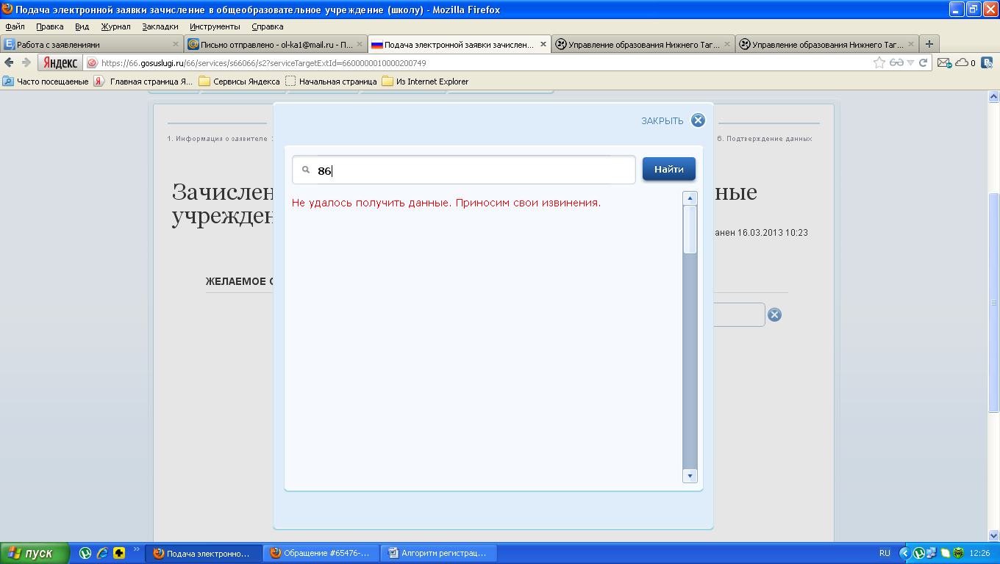 Подача электронной заявки зачисление в общеобразовательное учреждение (школу) - Mozilla Firefox
Файл Правка Вид Журнал Закладки Инструменты Справка
Работа с заявлениями
Письмо отправлено - ol-ka1@mail.ru - П...
Подача электронной заявки зачислен...
Управление образования Нижнего Таг...
Управление образования Нижнего Таг...
Яндекс https://66.gosuslugi.ru/66/services/s66066/s2?serviceTargetExtId=6600000010000200749 0
Часто посещаемые Главная страница Я... Сервисы Яндекса Начальная страница Из Internet Explorer
ЗАКРЫТЬ
1. Информация о заявителе 6. Подтверждение данных
86 Найти
Зачислен ные
Не удалось получить данные. Приносим свои извинения.
учрежден
анен 16.03.2013 10:23
ЖЕЛАЕМОЕ О
пуск Подача электронно... Обращение #65476-... Алгоритм регистрац... RU 12:26